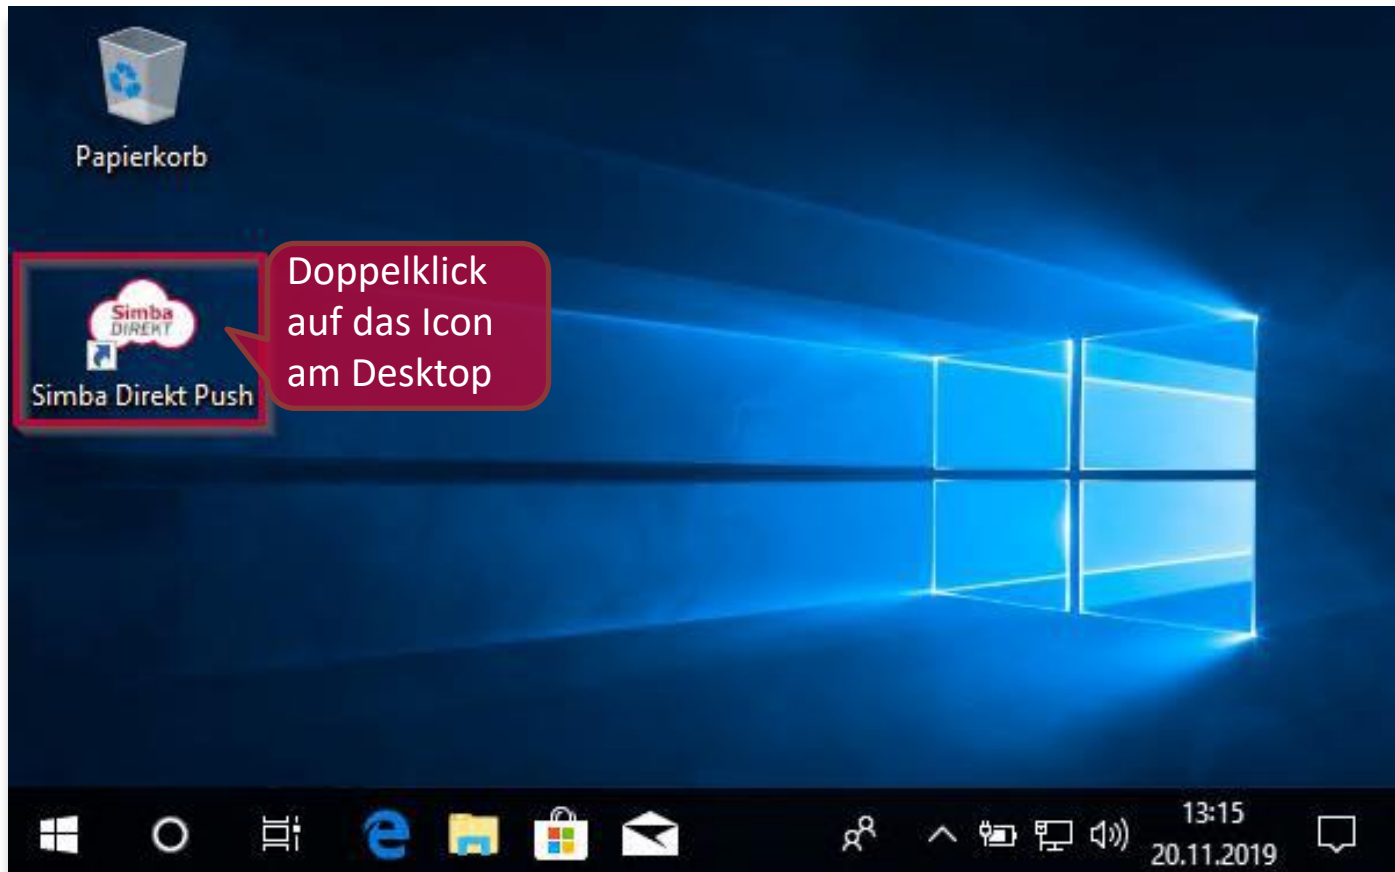 Papierkorb
Simba
DIREKT
Simba Direkt Push
Doppelklick
auf das Icon
am Desktop
13:15
20.11.2019